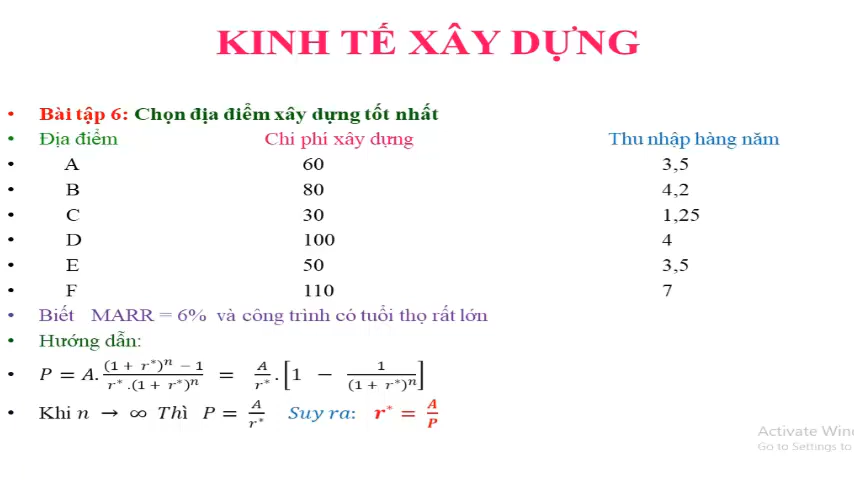 KINH TẾ XÂY DỰNG
• Bài tập 6: Chọn địa điểm xây dựng tốt nhất
• Địa điểm Chi phí xây dựng Thu nhập hàng năm
• A 60 3,5
• B 80 4,2
• C 30 1,25
• D 100 4
• E 50 3,5
• F 110 7
• Biết MARR = 6% và công trình có tuổi thọ rất lớn
• Hướng dẫn:
• P = A. ((1 + r*)^n − 1)/(r* .(1 + r*)^n) = A/r* . [1 − 1/((1 + r*)^n)]
• Khi n → ∞ Thì P = A/r* Suy ra: r* = A/P
Activate Win
Go to Settings to